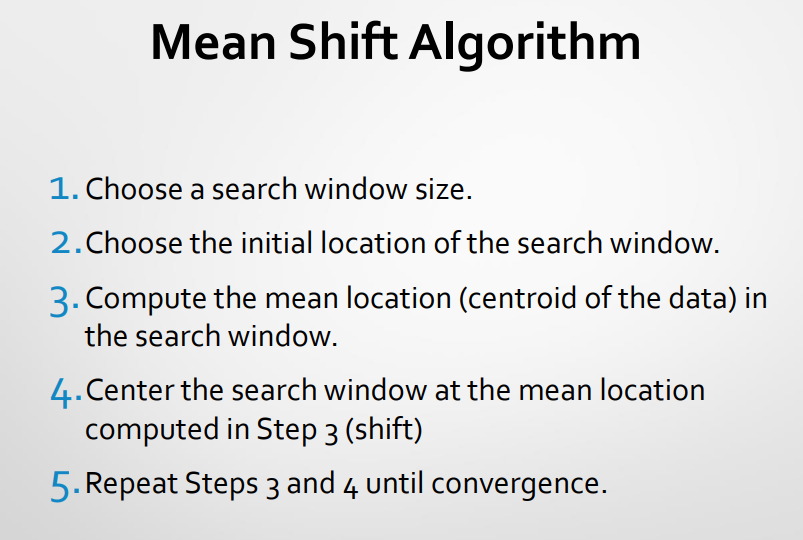 Mean Shift Algorithm
1. Choose a search window size.
2. Choose the initial location of the search window.
3. Compute the mean location (centroid of the data) in
the search window.
4. Center the search window at the mean location
computed in Step 3 (shift)
5. Repeat Steps 3 and 4 until convergence.